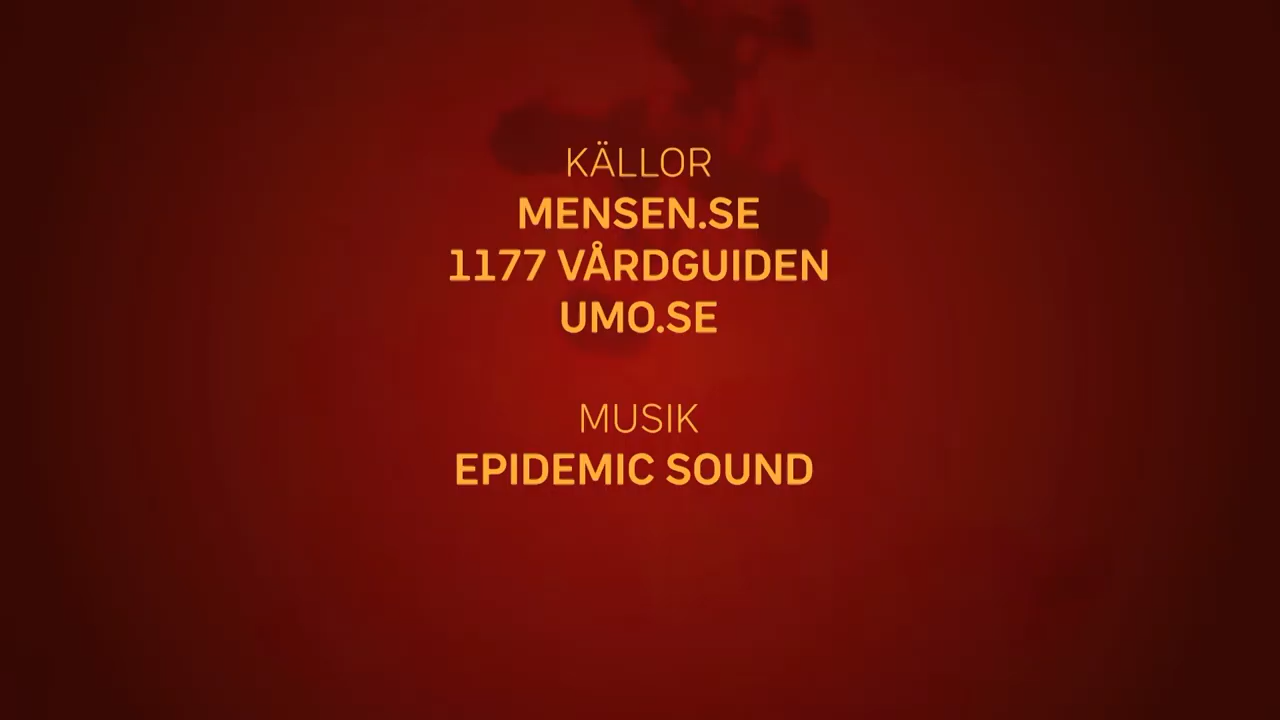 KÄLLOR
MENSEN.SE
1177 VÅRDGUIDEN
UMO.SE
MUSIK
EPIDEMIC SOUND